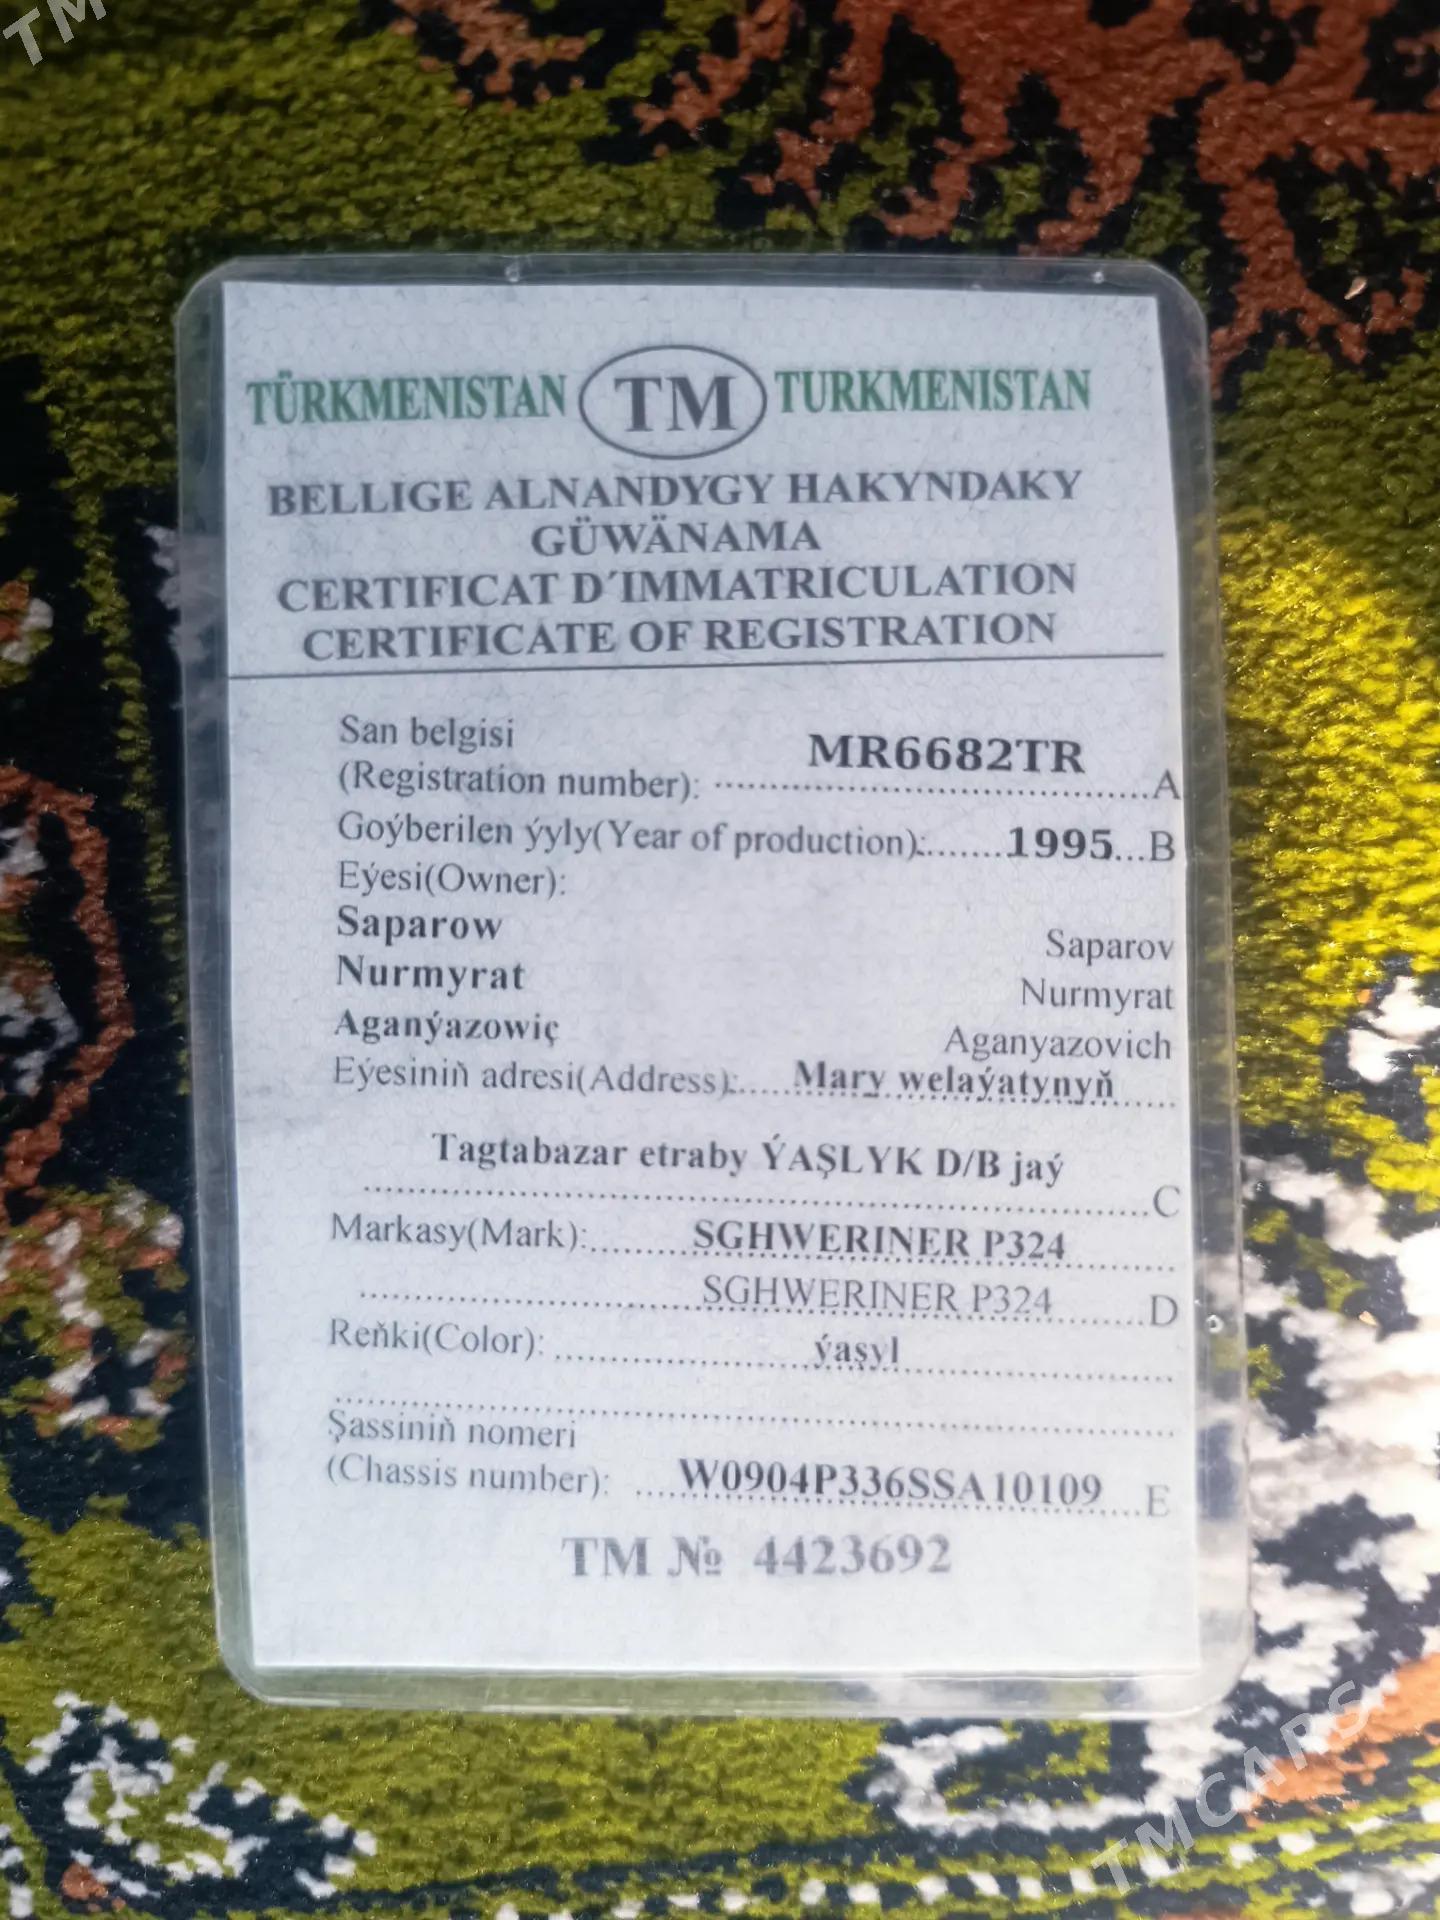 TM
TÜRKMENISTAN TM TURKMENISTAN
BELLIGE ALNANDYGY HAKYNDAKY
GÜWÄNAMA
CERTIFICAT D´IMMATRICULATION
CERTIFICATE OF REGISTRATION
San belgisi
(Registration number): MR6682TR A
Goýberilen ýyly(Year of production): 1995 B
Eýesi(Owner):
Saparow Saparov
Nurmyrat Nurmyrat
Aganýazowiç Aganyazovich
Eýesiniň adresi(Address): Mary welaýatynyň
Tagtabazar etraby ÝAŞLYK D/B jaý
C
Markasy(Mark): SGHWERINER P324
SGHWERINER P324 D
Reňki(Color): ýaşyl
Şassiniň nomeri
(Chassis number): W0904P336SSA10109 E
TM № 4423692
TMCARS